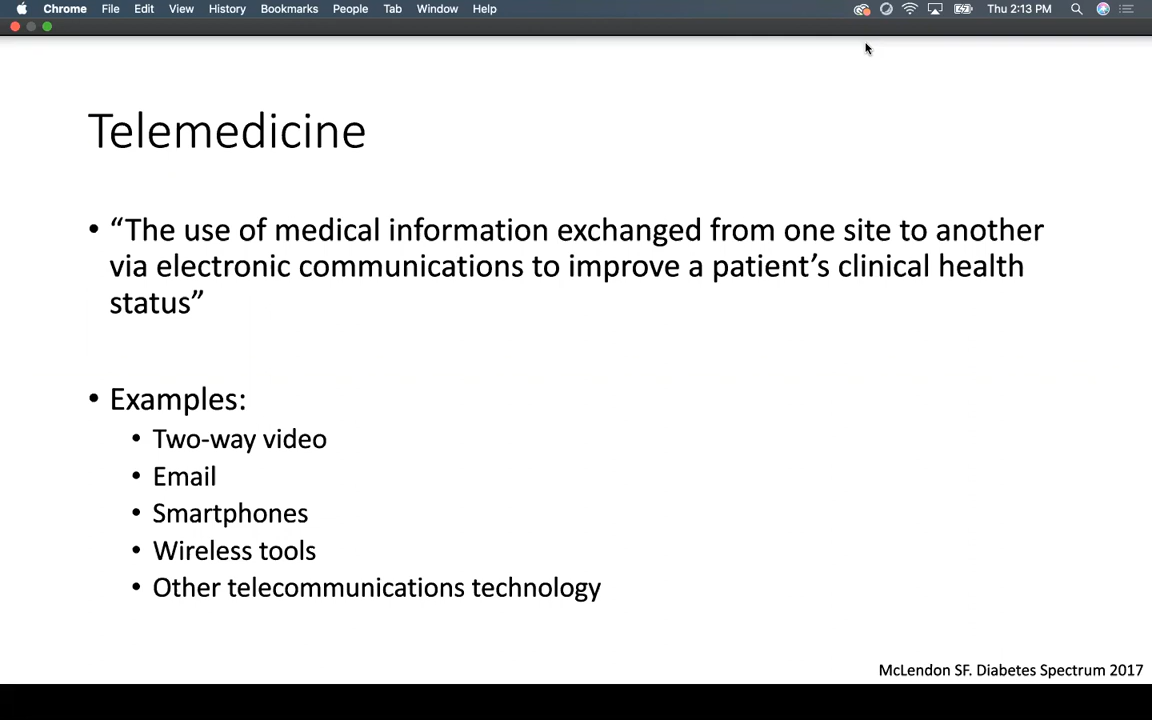 Chrome File Edit View History Bookmarks People Tab Window Help Thu 2:13 PM
Telemedicine
• “The use of medical information exchanged from one site to another
via electronic communications to improve a patient’s clinical health
status”
• Examples:
• Two-way video
• Email
• Smartphones
• Wireless tools
• Other telecommunications technology
McLendon SF. Diabetes Spectrum 2017